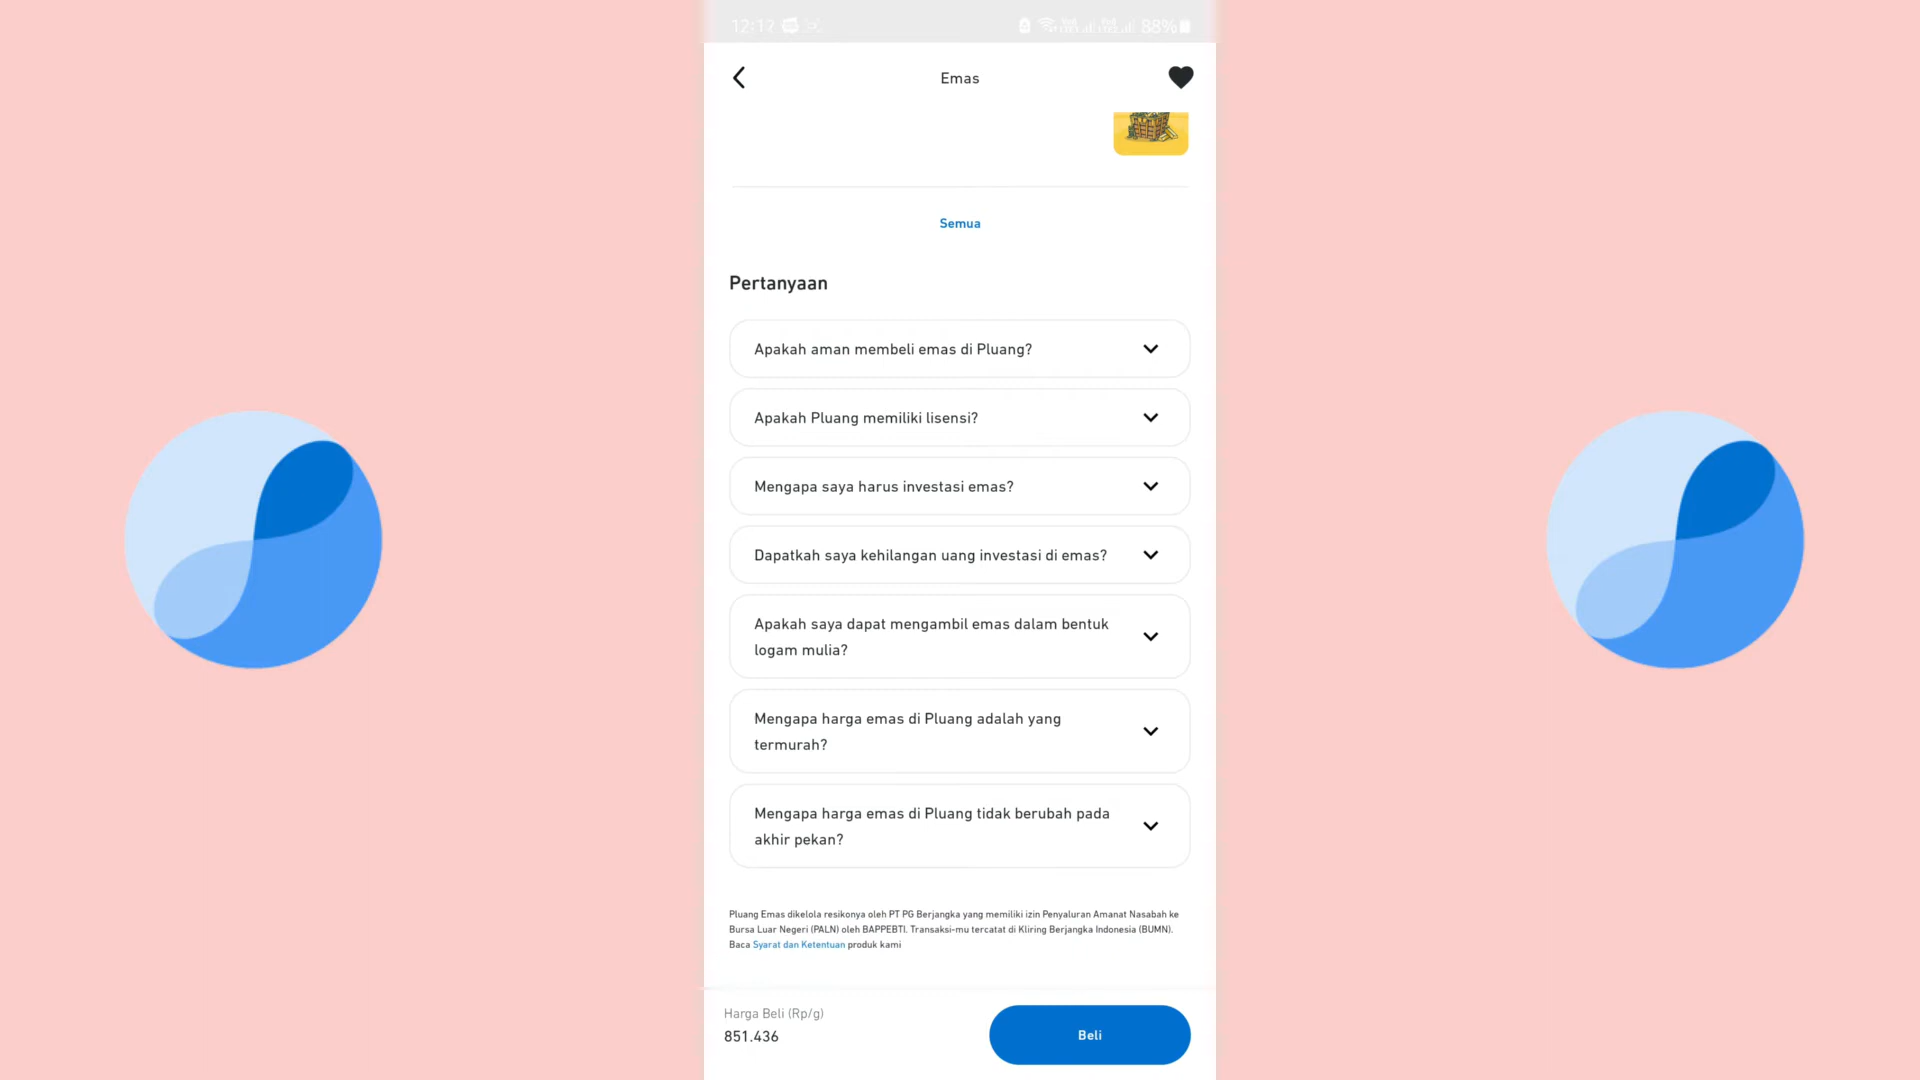 12:12
88%
Emas
Semua
Pertanyaan
Apakah aman membeli emas di Pluang?
Apakah Pluang memiliki lisensi?
Mengapa saya harus investasi emas?
Dapatkah saya kehilangan uang investasi di emas?
Apakah saya dapat mengambil emas dalam bentuk
logam mulia?
Mengapa harga emas di Pluang adalah yang
termurah?
Mengapa harga emas di Pluang tidak berubah pada
akhir pekan?
Pluang Emas dikelola resikonya oleh PT PG Berjangka yang memiliki izin Penyaluran Amanat Nasabah ke
Bursa Luar Negeri (PALN) oleh BAPPEBTI. Transaksi-mu tercatat di Kliring Berjangka Indonesia (BUMN).
Baca Syarat dan Ketentuan produk kami
Harga Beli (Rp/g)
851.436
Beli